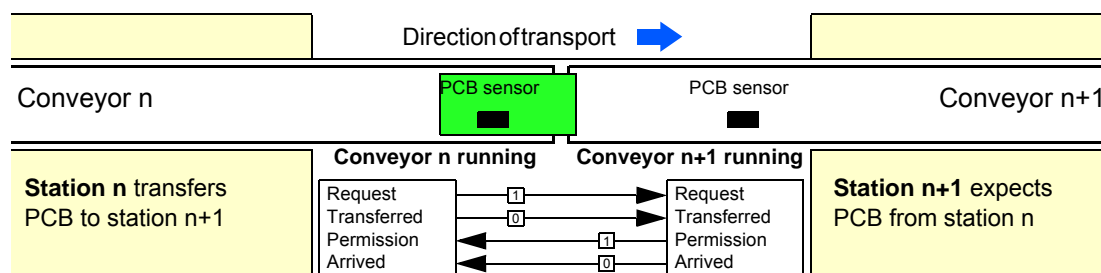 Direction of transport
PCB sensor
PCB sensor
Conveyor n
Conveyor n+1
Conveyor n running
Conveyor n+1 running
Station n transfers
PCB to station n+1
Request
1
Request
Transferred
0
Transferred
Permission
1
Permission
Arrived
0
Arrived
Station n+1 expects
PCB from station n